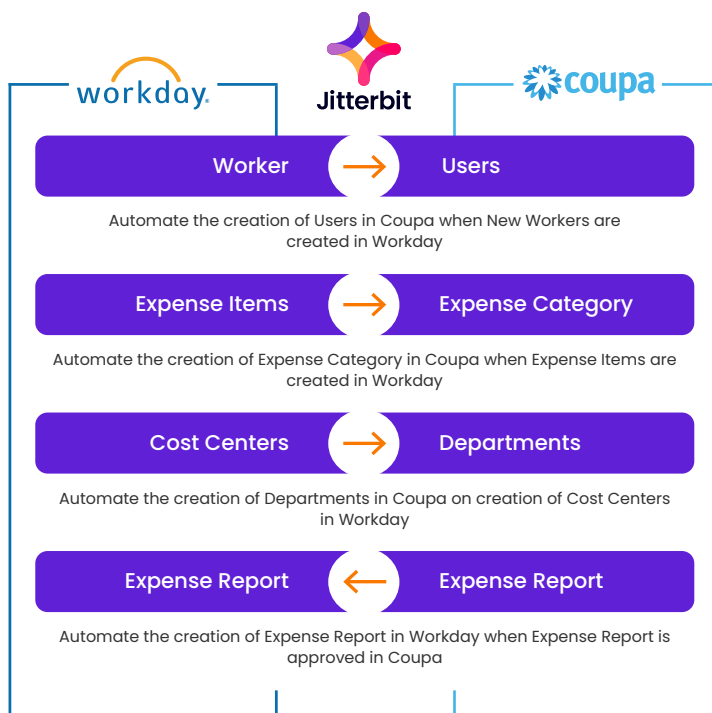 workday.
Jitterbit
coupa
Worker → Users
Automate the creation of Users in Coupa when New Workers are
created in Workday
Expense Items → Expense Category
Automate the creation of Expense Category in Coupa when Expense Items are
created in Workday
Cost Centers → Departments
Automate the creation of Departments in Coupa on creation of Cost Centers
in Workday
Expense Report ← Expense Report
Automate the creation of Expense Report in Workday when Expense Report is
approved in Coupa